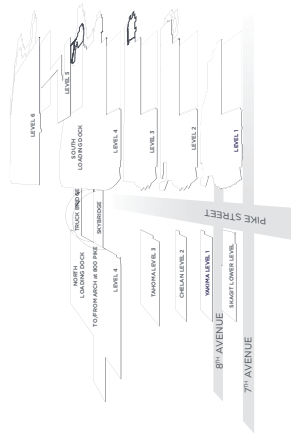 LEVEL 6
LEVEL 5
SOUTH
LOADING DOCK
LEVEL 4
LEVEL 3
LEVEL 2
LEVEL 1
TRUCK BRIDGE
SKYBRIDGE
PIKE STREET
NORTH
LOADING DOCK
TO/FROM ARCH at 800 PIKE
LEVEL 4
TAHOMA LEVEL 3
CHELAN LEVEL 2
YAKIMA LEVEL 1
SKAGIT LOWER LEVEL
8TH AVENUE
7TH AVENUE